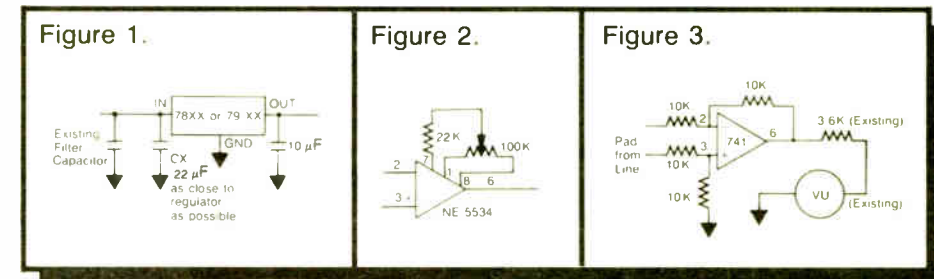 Figure 1.
IN
OUT
78XX or 79 XX
GND
10 µF
Existing
Filter
Capacitor
CX
22 µF
as close to
regulator
as possible
Figure 2.
22K
100K
7
1
8
2
6
3 +
NE 5534
Figure 3.
10K
10K
2
3.6K (Existing)
6
741
Pad
from
Line
3
+
10K
10K
VU
(Existing)